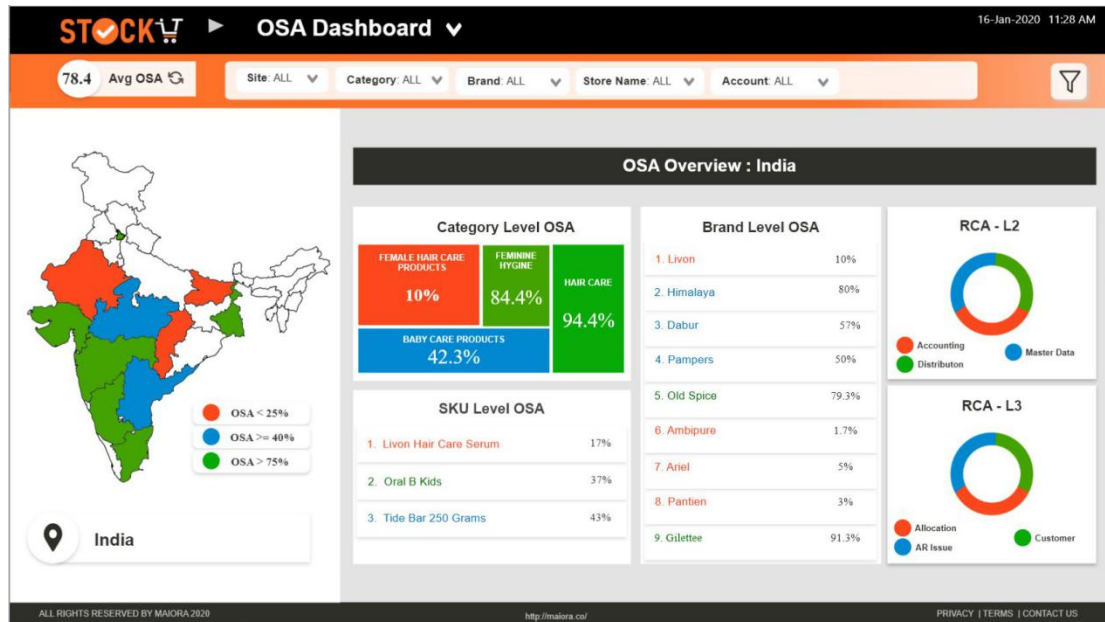 STOCK IT
OSA Dashboard
16-Jan-2020 11:28 AM
78.4 Avg OSA
Site: ALL
Category: ALL
Brand: ALL
Store Name: ALL
Account: ALL
OSA Overview : India
OSA < 25%
OSA >= 40%
OSA > 75%
India
Category Level OSA
FEMALE HAIR CARE
PRODUCTS
10%
FEMININE
HYGINE
84.4%
HAIR CARE
94.4%
BABY CARE PRODUCTS
42.3%
SKU Level OSA
1. Livon Hair Care Serum 17%
2. Oral B Kids 37%
3. Tide Bar 250 Grams 43%
Brand Level OSA
1. Livon 10%
2. Himalaya 80%
3. Dabur 57%
4. Pampers 50%
5. Old Spice 79.3%
6. Ambipure 1.7%
7. Ariel 5%
8. Pantien 3%
9. Gilettee 91.3%
RCA - L2
Accounting
Master Data
Distributon
RCA - L3
Allocation
Customer
AR Issue
ALL RIGHTS RESERVED BY MAIORA 2020
http://maiora.co/
PRIVACY | TERMS | CONTACT US